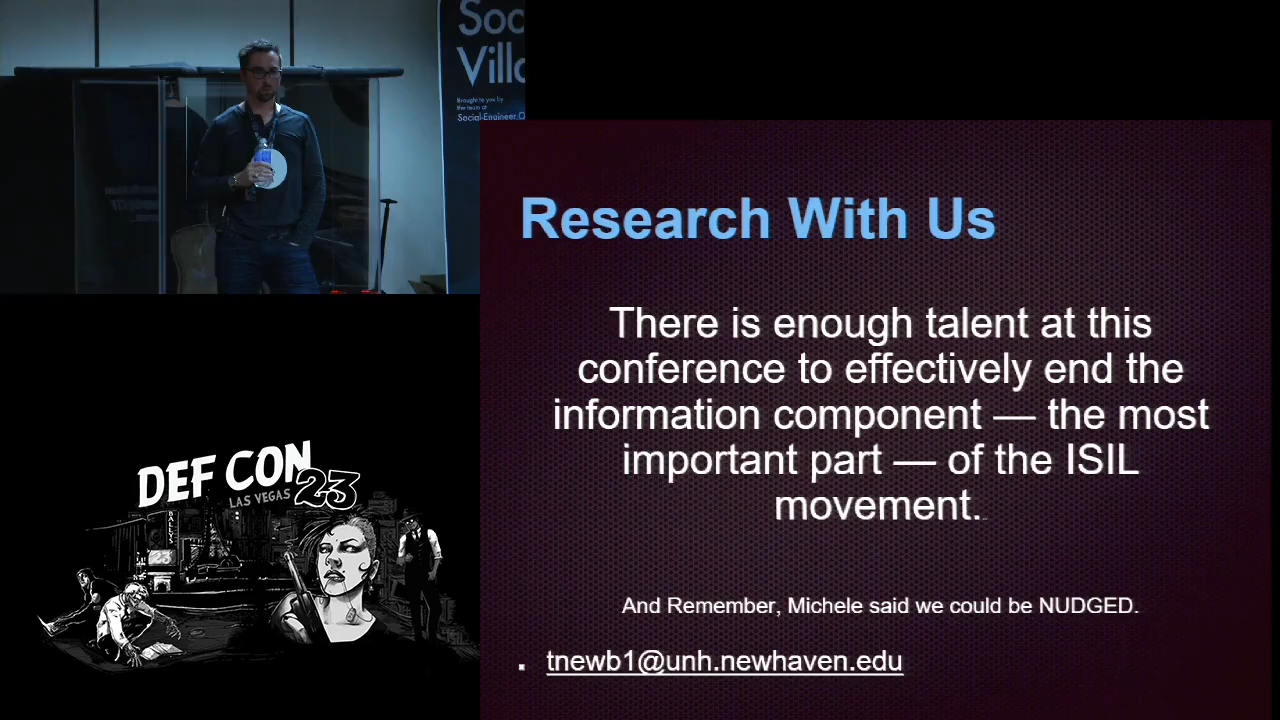 Soc
Villa
Brought to you by
the team at
Social-Engineer.O
Research With Us
There is enough talent at this
conference to effectively end the
information component — the most
important part — of the ISIL
movement.
And Remember, Michele said we could be NUDGED.
▪ tnewb1@unh.newhaven.edu
DEF CON
LAS VEGAS 23
BALLY'S